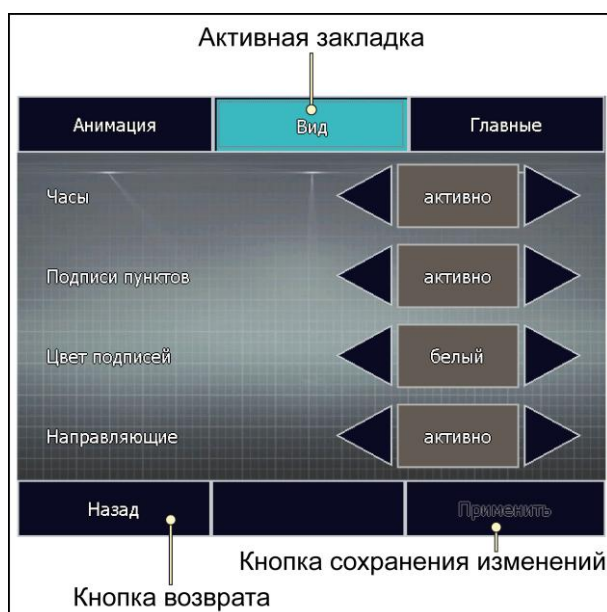 Активная закладка
Анимация Вид Главные
Часы активно
Подписи пунктов активно
Цвет подписей белый
Направляющие активно
Назад Применить
Кнопка сохранения изменений
Кнопка возврата